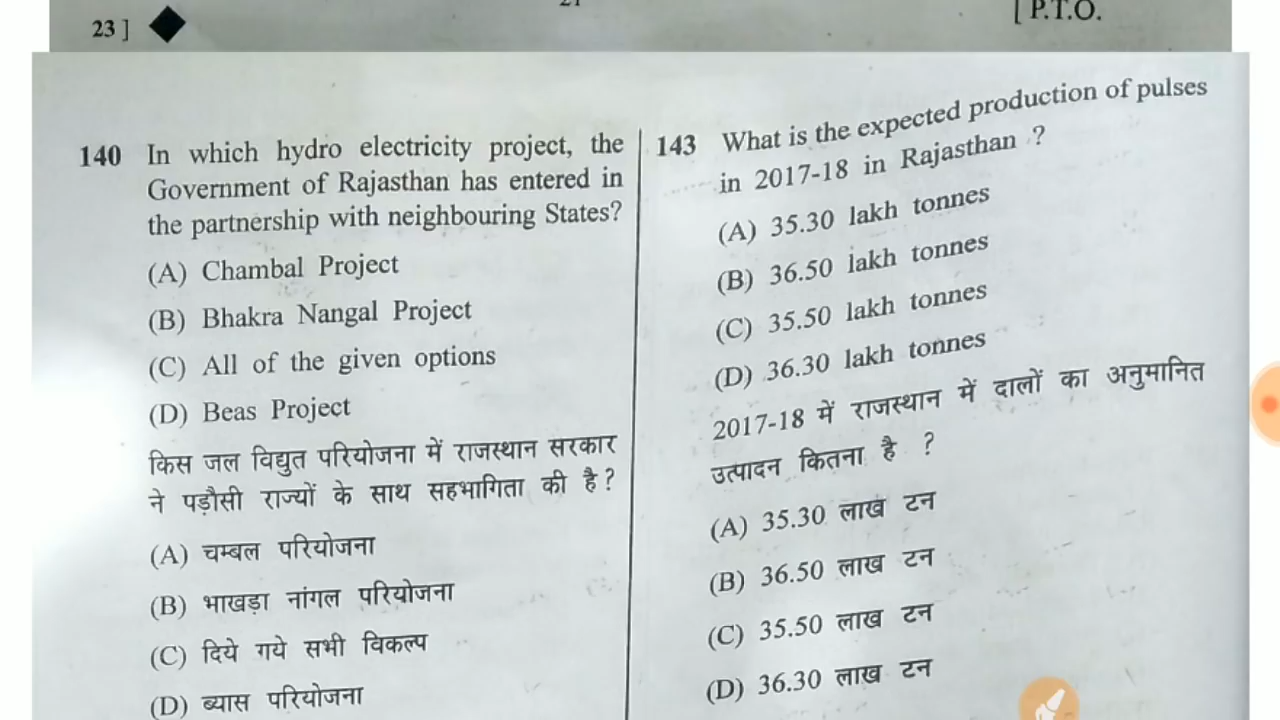 23 ]
[ P.T.O.
140 In which hydro electricity project, the
Government of Rajasthan has entered in
the partnership with neighbouring States?
(A) Chambal Project
(B) Bhakra Nangal Project
(C) All of the given options
(D) Beas Project
किस जल विद्युत परियोजना में राजस्थान सरकार
ने पड़ौसी राज्यों के साथ सहभागिता की है?
(A) चम्बल परियोजना
(B) भाखड़ा नांगल परियोजना
(C) दिये गये सभी विकल्प
(D) ब्यास परियोजना
143 What is the expected production of pulses
in 2017-18 in Rajasthan ?
(A) 35.30 lakh tonnes
(B) 36.50 lakh tonnes
(C) 35.50 lakh tonnes
(D) 36.30 lakh tonnes
2017-18 में राजस्थान में दालों का अनुमानित
उत्पादन कितना है ?
(A) 35.30 लाख टन
(B) 36.50 लाख टन
(C) 35.50 लाख टन
(D) 36.30 लाख टन